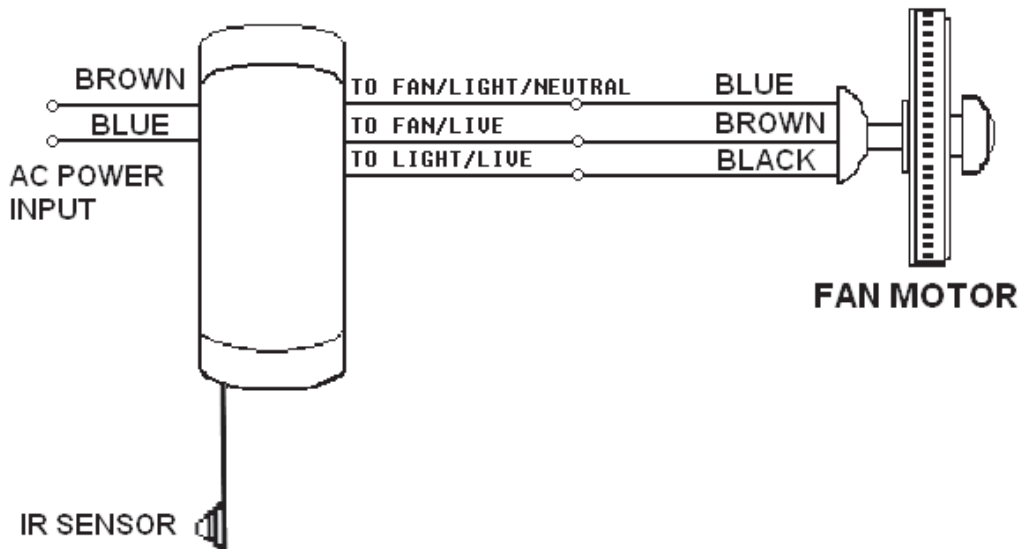 BROWN
BLUE
AC POWER
INPUT
TO FAN/LIGHT/NEUTRAL
TO FAN/LIVE
TO LIGHT/LIVE
BLUE
BROWN
BLACK
FAN MOTOR
IR SENSOR